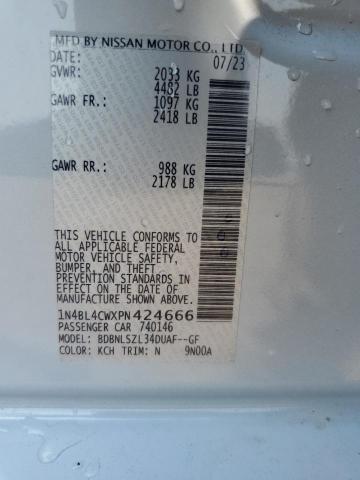 MFD BY NISSAN MOTOR CO., LTD.
DATE: 07/23
GVWR: 2033 KG
4482 LB
GAWR FR: 1097 KG
2418 LB
GAWR RR: 988 KG
2178 LB
THIS VEHICLE CONFORMS TO
ALL APPLICABLE FEDERAL
MOTOR VEHICLE SAFETY,
BUMPER, AND THEFT
PREVENTION STANDARDS IN
EFFECT ON THE DATE OF
MANUFACTURE SHOWN ABOVE.
1N4BL4CWXPN424666
PASSENGER CAR 740146
MODEL: BDBNLSZL34DUAF--GF
COLOR: KCH TRIM: N 9N00A